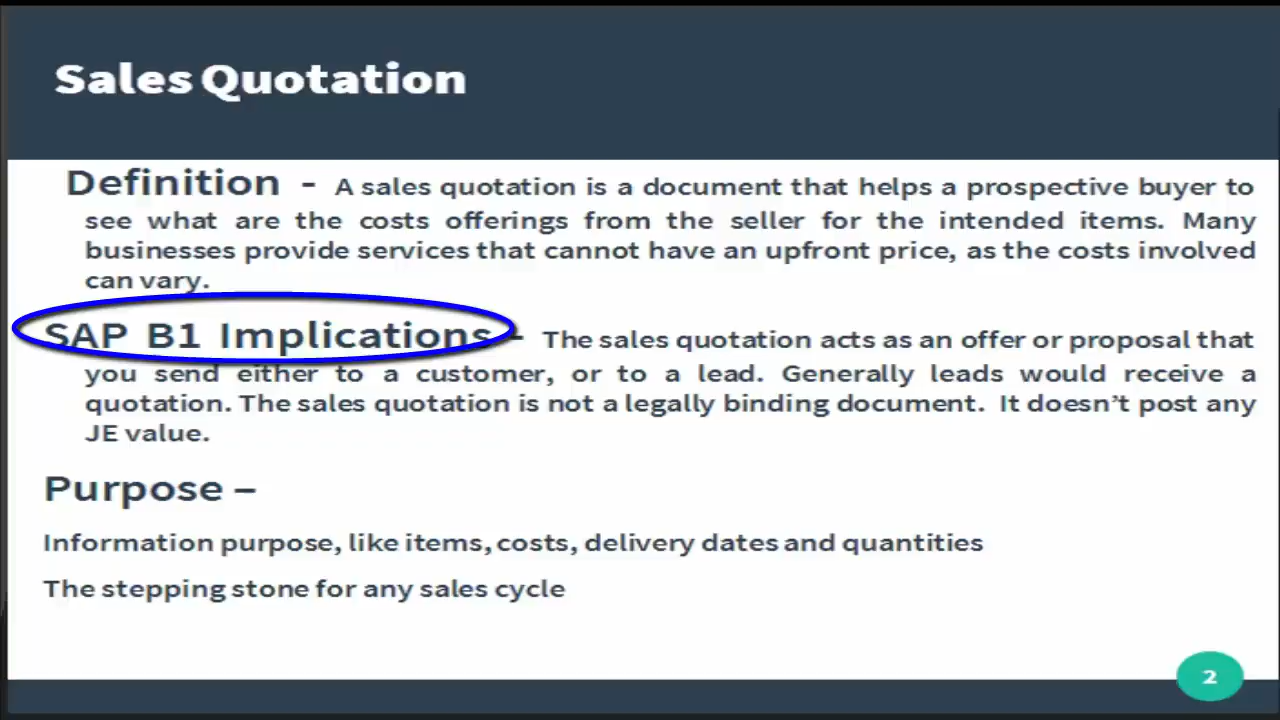 Sales Quotation
Definition - A sales quotation is a document that helps a prospective buyer to
see what are the costs offerings from the seller for the intended items. Many
businesses provide services that cannot have an upfront price, as the costs involved
can vary.
SAP B1 Implications - The sales quotation acts as an offer or proposal that
you send either to a customer, or to a lead. Generally leads would receive a
quotation. The sales quotation is not a legally binding document. It doesn't post any
JE value.
Purpose –
Information purpose, like items, costs, delivery dates and quantities
The stepping stone for any sales cycle
2